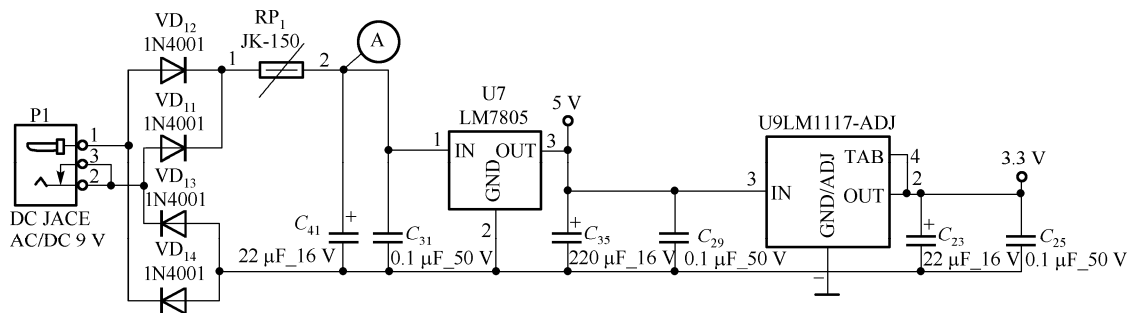 VD12
1N4001
RP1
JK-150
1
2
A
VD11
1N4001
P1
1
3
2
VD13
1N4001
DC JACE
AC/DC 9 V
VD14
1N4001
C41
+
22 μF_16 V
C31
0.1 μF_50 V
U7
LM7805
1
IN
OUT
3
GND
2
5 V
C35
+
220 μF_16 V
C29
0.1 μF_50 V
U9LM1117-ADJ
3
IN
TAB
4
OUT
2
GND/ADJ
–
3.3 V
+
C23
22 μF_16 V
C25
0.1 μF_50 V